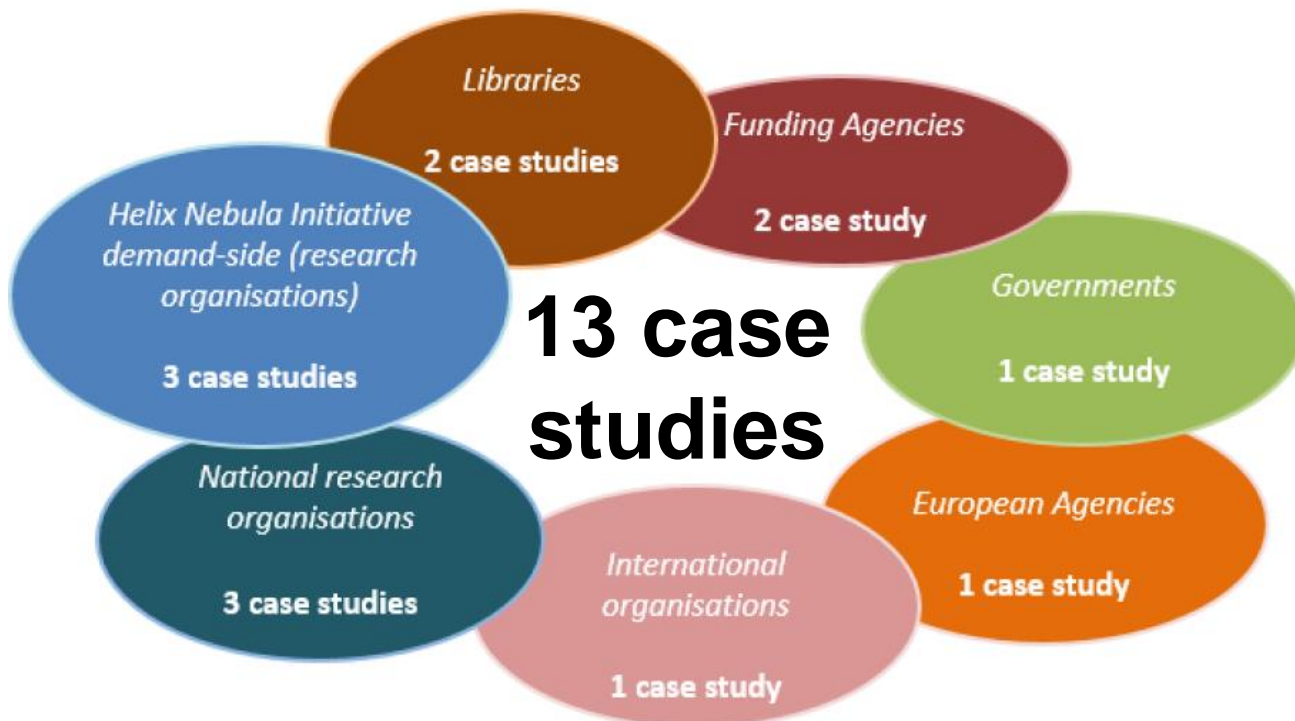 Libraries
2 case studies
Funding Agencies
2 case study
Helix Nebula Initiative
demand-side (research
organisations)
3 case studies
Governments
1 case study
13 case
studies
National research
organisations
3 case studies
European Agencies
1 case study
International
organisations
1 case study